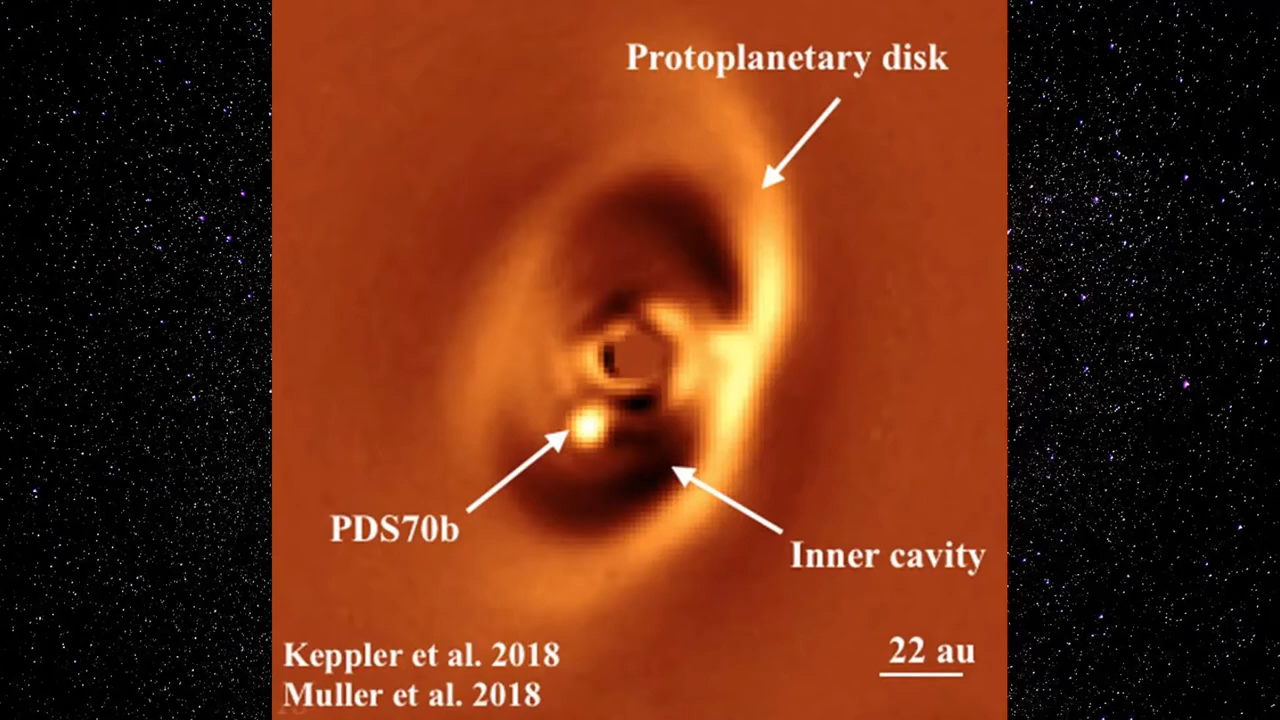 Protoplanetary disk
PDS70b
Inner cavity
22 au
Keppler et al. 2018
Muller et al. 2018